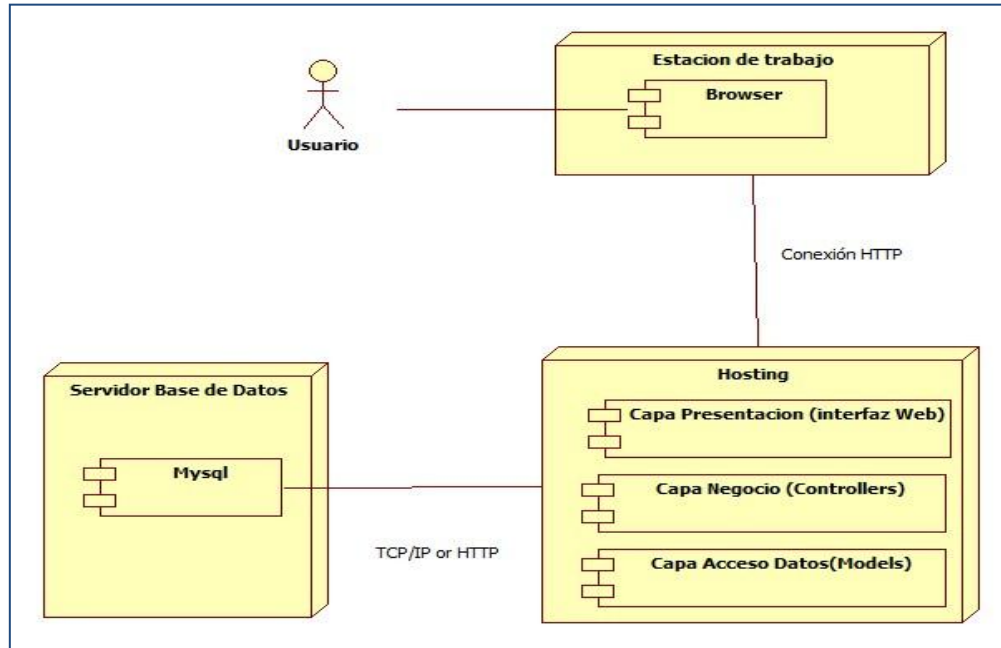 Estacion de trabajo
Browser
Usuario
Conexión HTTP
Servidor Base de Datos
Mysql
TCP/IP or HTTP
Hosting
Capa Presentacion (interfaz Web)
Capa Negocio (Controllers)
Capa Acceso Datos(Models)